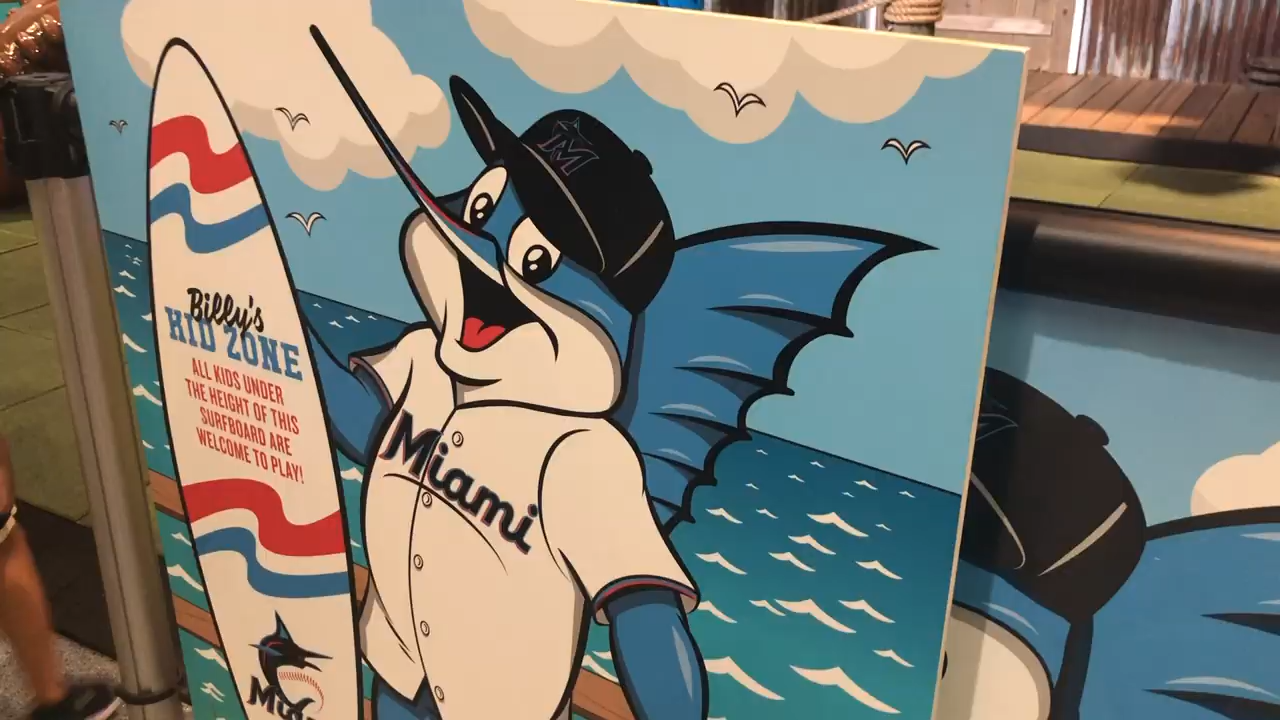 Billy's
KID ZONE
ALL KIDS UNDER
THE HEIGHT OF THIS
SURFBOARD ARE
WELCOME TO PLAY!
Miami
M